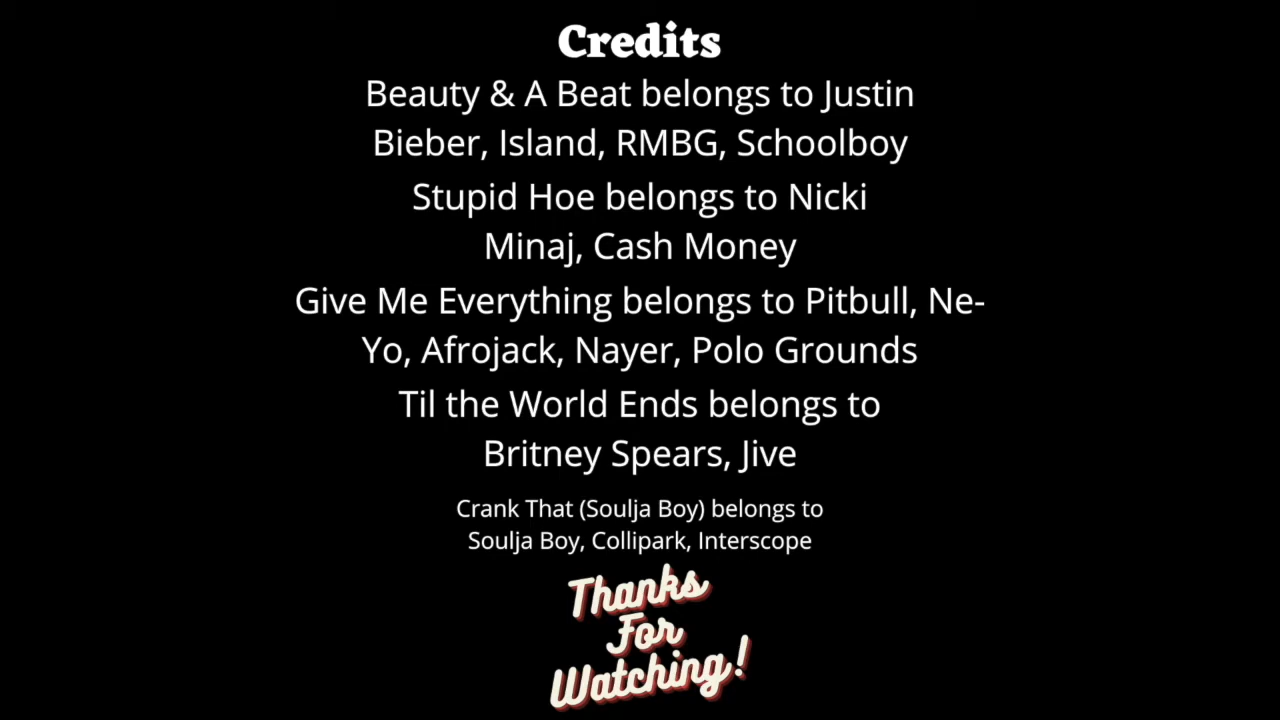 Credits
Beauty & A Beat belongs to Justin
Bieber, Island, RMBG, Schoolboy
Stupid Hoe belongs to Nicki
Minaj, Cash Money
Give Me Everything belongs to Pitbull, Ne-
Yo, Afrojack, Nayer, Polo Grounds
Til the World Ends belongs to
Britney Spears, Jive
Crank That (Soulja Boy) belongs to
Soulja Boy, Collipark, Interscope
Thanks
For
Watching!